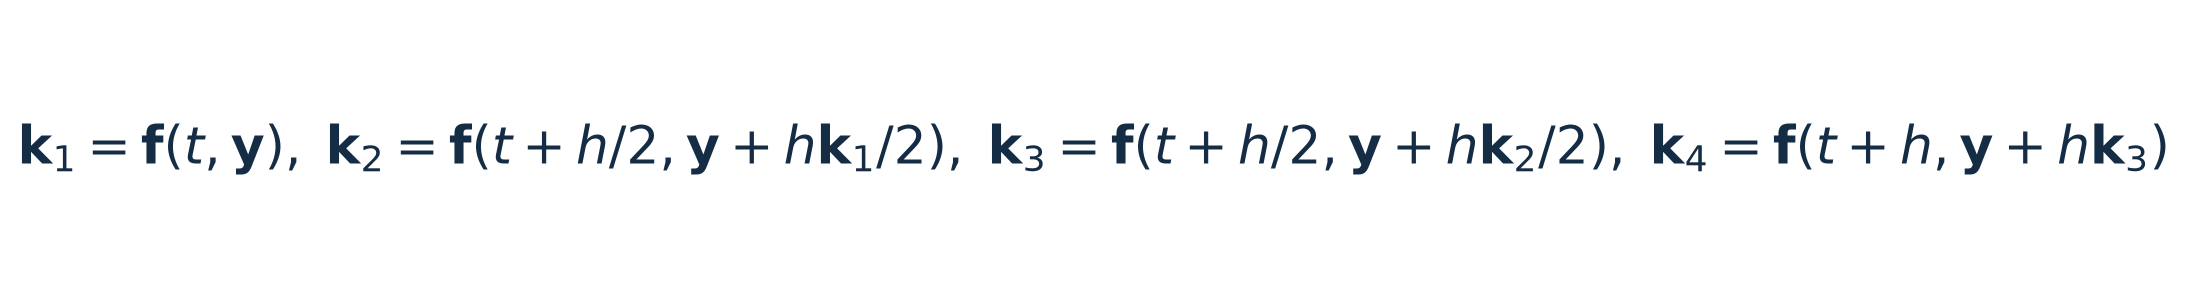 k₁ = f(t, y), k₂ = f(t + h/2, y + hk₁/2), k₃ = f(t + h/2, y + hk₂/2), k₄ = f(t + h, y + hk₃)